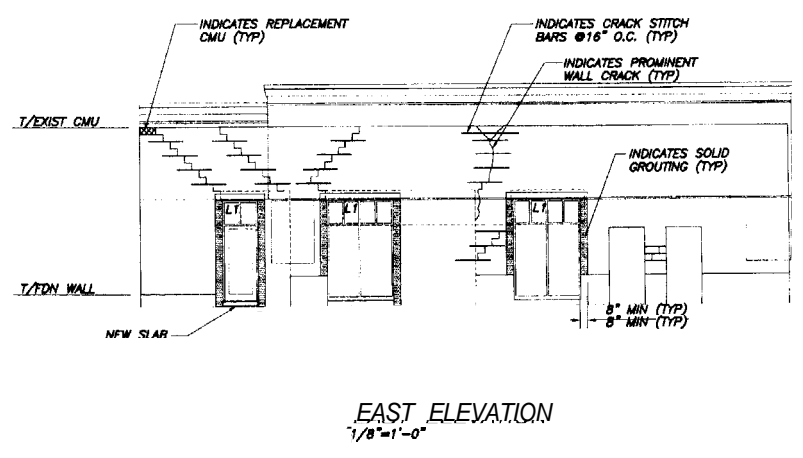 INDICATES REPLACEMENT
CMU (TYP)
INDICATES CRACK STITCH
BARS @16" O.C. (TYP)
INDICATES PROMINENT
WALL CRACK (TYP)
T/EXIST CMU
INDICATES SOLID
GROUTING (TYP)
L1
L1
L1
T/FDN WALL
8" MIN (TYP)
8" MIN (TYP)
NEW SLAB
EAST ELEVATION
1/8"=1'-0"